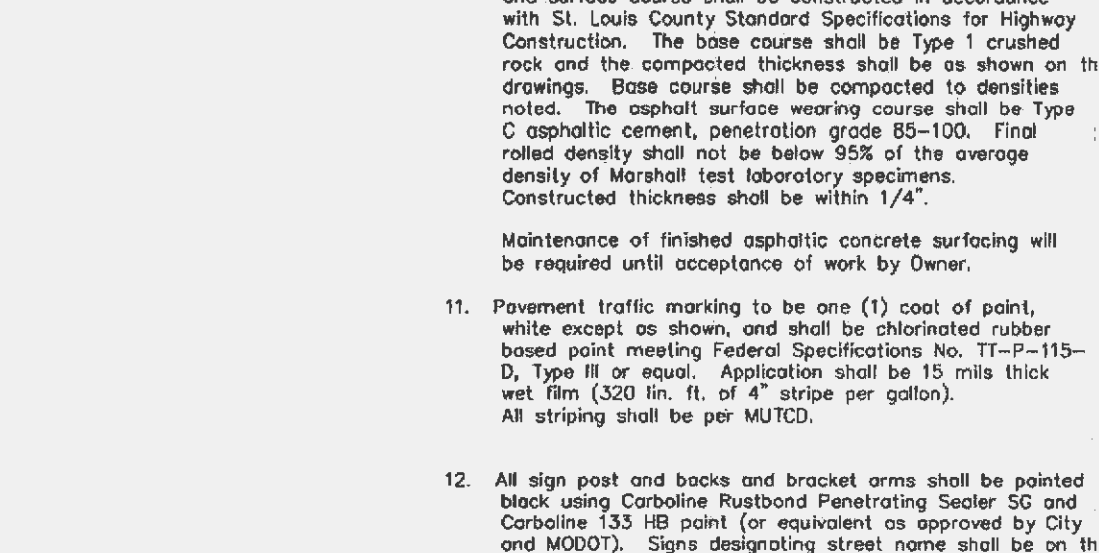 with St. Louis County Standard Specifications for Highway
Construction. The base course shall be Type 1 crushed
rock and the compacted thickness shall be as shown on th
drawings. Base course shall be compacted to densities
noted. The asphalt surface wearing course shall be Type
C asphaltic cement, penetration grade 85-100. Final
rolled density shall not be below 95% of the average
density of Marshall test laboratory specimens.
Constructed thickness shall be within 1/4".
Maintenance of finished asphaltic concrete surfacing will
be required until acceptance of work by Owner.
11. Pavement traffic marking to be one (1) coat of paint,
white except as shown, and shall be chlorinated rubber
based paint meeting Federal Specifications No. TT-P-115-
D, Type III or equal. Application shall be 15 mils thick
wet film (320 lin. ft. of 4" stripe per gallon).
All striping shall be per MUTCD.
12. All sign post and backs and bracket arms shall be painted
black using Carboline Rustbond Penetrating Sealer SG and
Carboline 133 HB paint (or equivalent as approved by City
and MODOT). Signs designating street name shall be on th